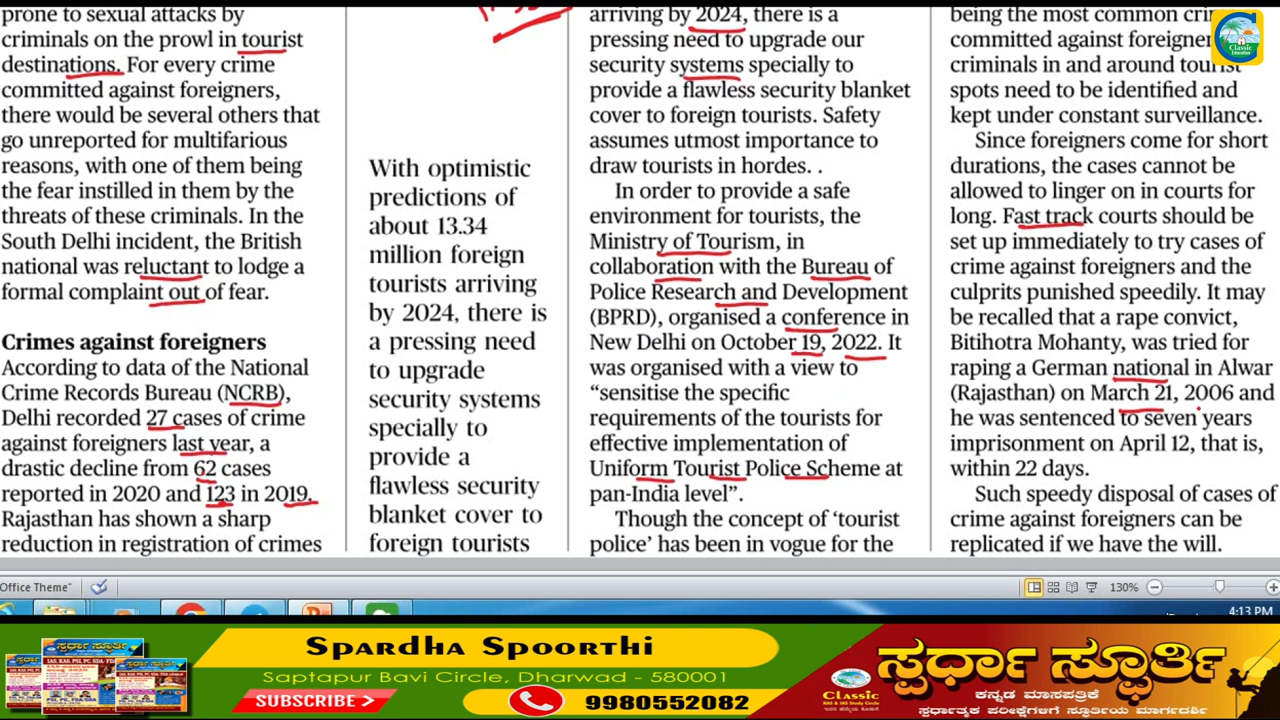 prone to sexual attacks by
criminals on the prowl in tourist
destinations. For every crime
committed against foreigners,
there would be several others that
go unreported for multifarious
reasons, with one of them being
the fear instilled in them by the
threats of these criminals. In the
South Delhi incident, the British
national was reluctant to lodge a
formal complaint out of fear.
Crimes against foreigners
According to data of the National
Crime Records Bureau (NCRB),
Delhi recorded 27 cases of crime
against foreigners last year, a
drastic decline from 62 cases
reported in 2020 and 123 in 2019.
Rajasthan has shown a sharp
reduction in registration of crimes
With optimistic
predictions of
about 13.34
million foreign
tourists arriving
by 2024, there is
a pressing need
to upgrade
security systems
specially to
provide a
flawless security
blanket cover to
foreign tourists
arriving by 2024, there is a
pressing need to upgrade our
security systems specially to
provide a flawless security blanket
cover to foreign tourists. Safety
assumes utmost importance to
draw tourists in hordes. .
In order to provide a safe
environment for tourists, the
Ministry of Tourism, in
collaboration with the Bureau of
Police Research and Development
(BPRD), organised a conference in
New Delhi on October 19, 2022. It
was organised with a view to
“sensitise the specific
requirements of the tourists for
effective implementation of
Uniform Tourist Police Scheme at
pan-India level”.
Though the concept of ‘tourist
police’ has been in vogue for the
being the most common
committed against
criminals in and around tourist
spots need to be identified and
kept under constant surveillance.
Since foreigners come for short
durations, the cases cannot be
allowed to linger on in courts for
long. Fast track courts should be
set up immediately to try cases of
crime against foreigners and the
culprits punished speedily. It may
be recalled that a rape convict,
Bitihotra Mohanty, was tried for
raping a German national in Alwar
(Rajasthan) on March 21, 2006 and
he was sentenced to seven years
imprisonment on April 12, that is,
within 22 days.
Such speedy disposal of cases of
crime against foreigners can be
replicated if we have the will.
Classic
Education
Office Theme"
130%
4:13 PM
Spardha Spoorthi
Saptapur Bavi Circle, Dharwad - 580001
SUBSCRIBE
9980552082
Classic
IAS & KAS Study Circle
ಸ್ಪರ್ಧಾ ಸ್ಫೂರ್ತಿ
ಕನ್ನಡ ಮಾಸಪತ್ರಿಕೆ
ಸ್ಪರ್ಧಾತ್ಮಕ ಪರೀಕ್ಷೆಗಳಿಗೆ ಸ್ಫೂರ್ತಿಯ ಮಾರ್ಗದರ್ಶಿ